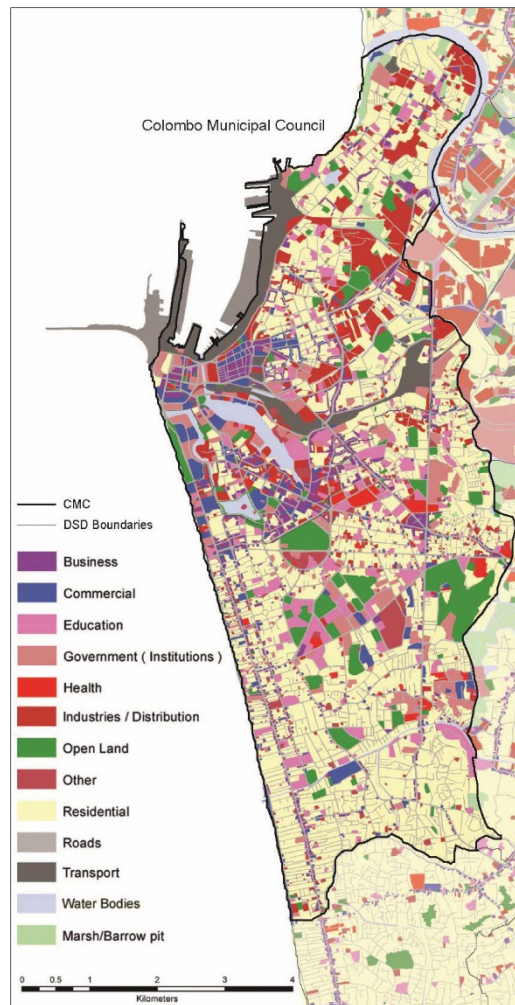 Colombo Municipal Council
CMC
DSD Boundaries
Business
Commercial
Education
Government ( Institutions )
Health
Industries / Distribution
Open Land
Other
Residential
Roads
Transport
Water Bodies
Marsh/Barrow pit
0 0.5 1 2 3 4
Kilometers